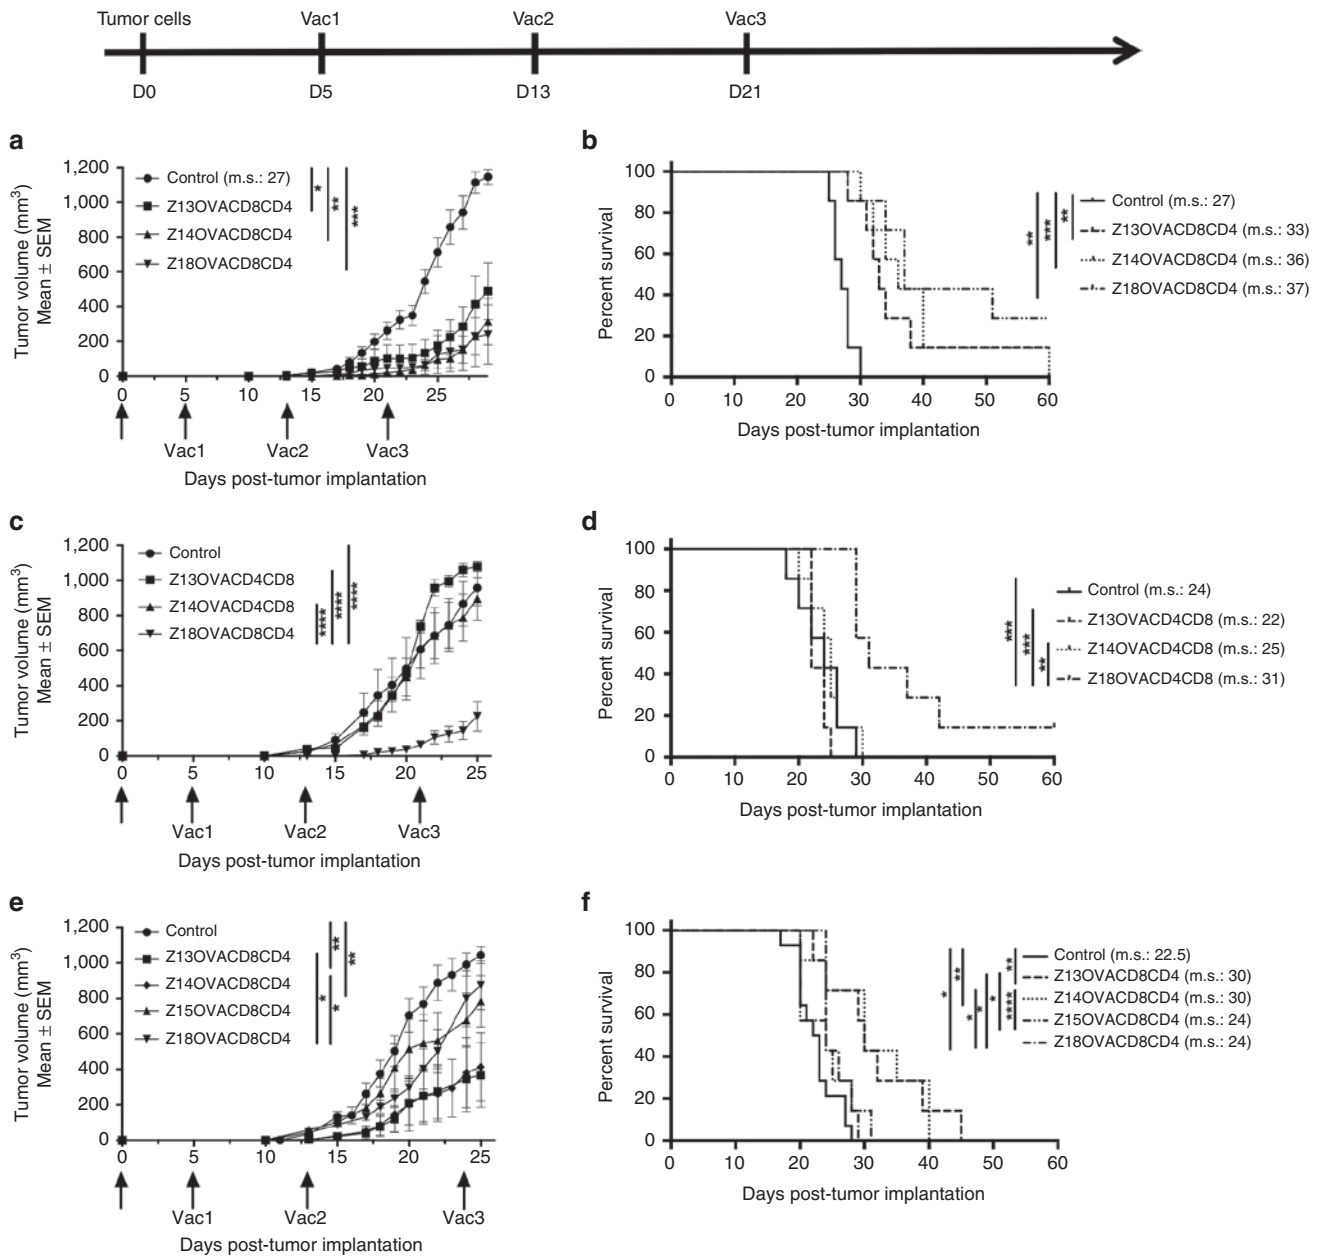 Tumor cells Vac1 Vac2 Vac3
D0 D5 D13 D21
a
1,200
1,000
800
600
400
200
0
Tumor volume (mm³)
Mean ± SEM
Control (m.s.: 27)
Z13OVACD8CD4
Z14OVACD8CD4
Z18OVACD8CD4
* ** ***
0 5 10 15 20 25
Vac1 Vac2 Vac3
Days post-tumor implantation
b
100
80
60
40
20
0
Percent survival
** *** **
Control (m.s.: 27)
Z13OVACD8CD4 (m.s.: 33)
Z14OVACD8CD4 (m.s.: 36)
Z18OVACD8CD4 (m.s.: 37)
0 10 20 30 40 50 60
Days post-tumor implantation
c
1,200
1,000
800
600
400
200
0
Tumor volume (mm³)
Mean ± SEM
Control
Z13OVACD4CD8
Z14OVACD4CD8
Z18OVACD8CD4
**** **** ****
0 5 10 15 20 25
Vac1 Vac2 Vac3
Days post-tumor implantation
d
100
80
60
40
20
0
Percent survival
*** *** **
Control (m.s.: 24)
Z13OVACD4CD8 (m.s.: 22)
Z14OVACD4CD8 (m.s.: 25)
Z18OVACD4CD8 (m.s.: 31)
0 10 20 30 40 50 60
Days post-tumor implantation
e
1,200
1,000
800
600
400
200
0
Tumor volume (mm³)
Mean ± SEM
Control
Z13OVACD8CD4
Z14OVACD8CD4
Z15OVACD8CD4
Z18OVACD8CD4
** **
* *
0 5 10 15 20 25
Vac1 Vac2 Vac3
Days post-tumor implantation
f
100
80
60
40
20
0
Percent survival
* ** * * * ** ****
Control (m.s.: 22.5)
Z13OVACD8CD4 (m.s.: 30)
Z14OVACD8CD4 (m.s.: 30)
Z15OVACD8CD4 (m.s.: 24)
Z18OVACD8CD4 (m.s.: 24)
0 10 20 30 40 50 60
Days post-tumor implantation